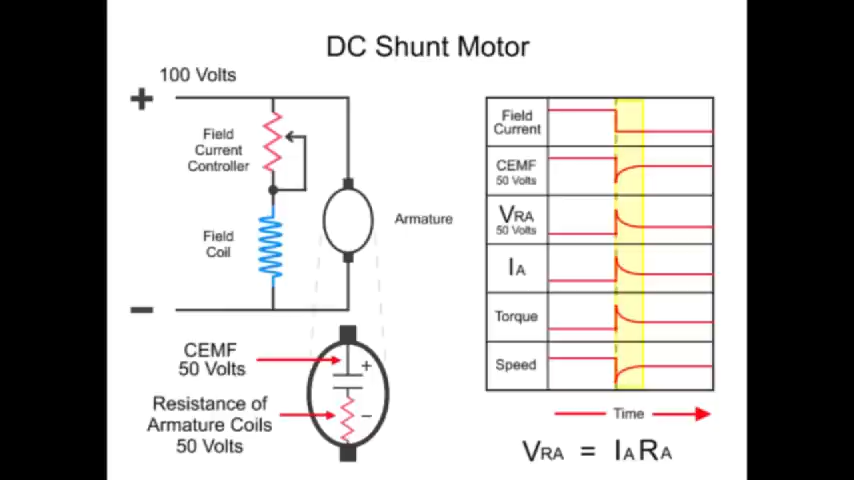 DC Shunt Motor
100 Volts
+
Field
Current
Controller
Field
Coil
Armature
−
CEMF
50 Volts
+
Resistance of
Armature Coils
50 Volts
−
Field
Current
CEMF
50 Volts
VRA
50 Volts
IA
Torque
Speed
Time
VRA = IARA